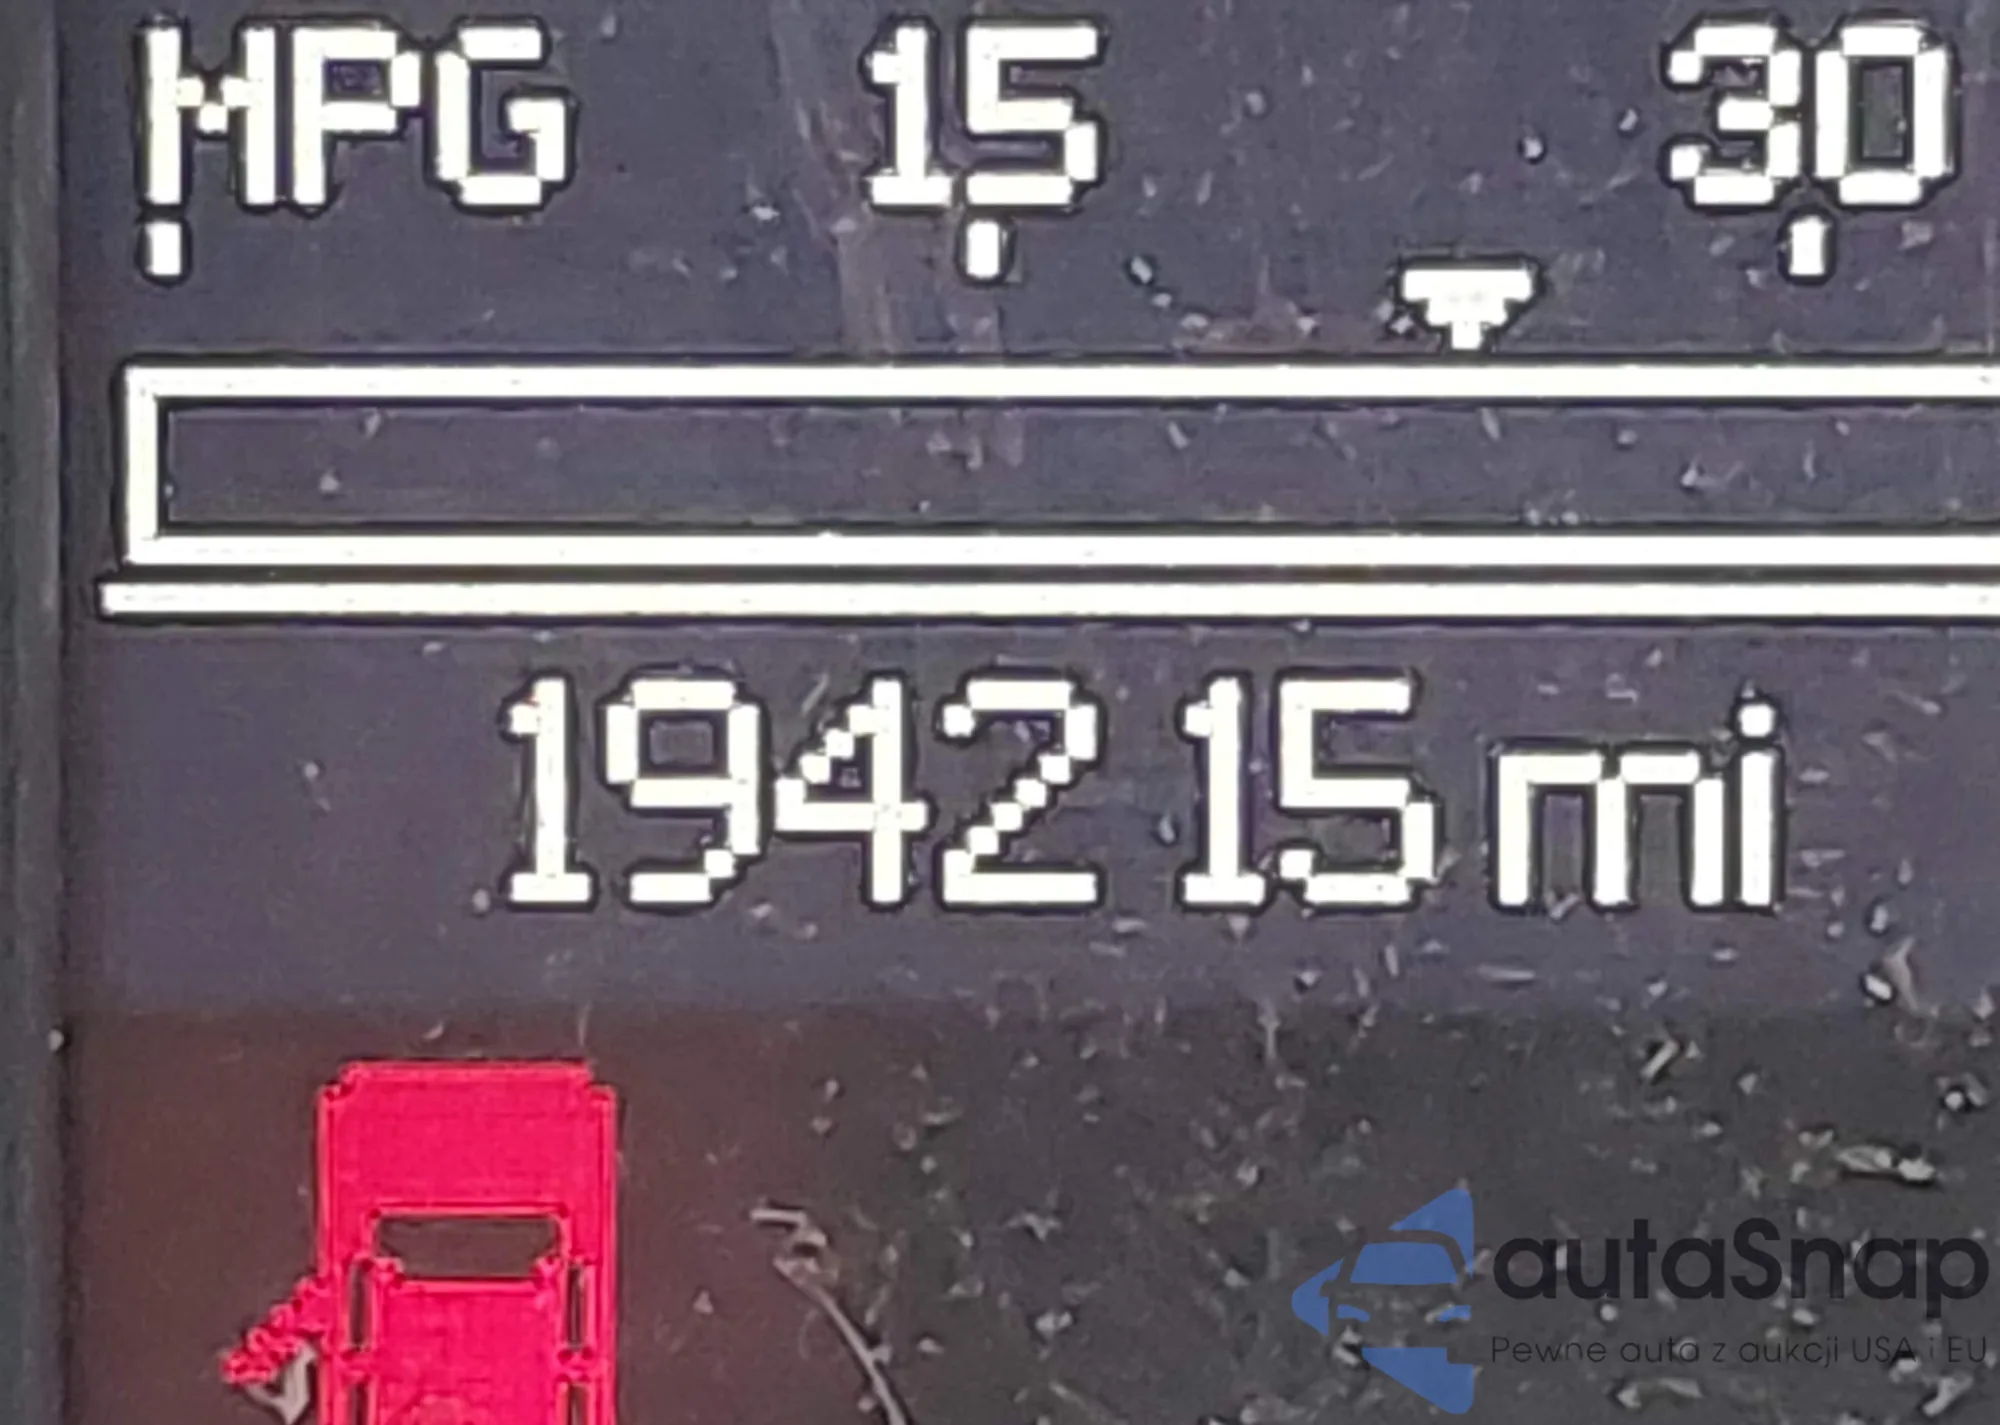 MPG 15 30
194215 mi
autaSnap
Pewne auta z aukcji USA i EU